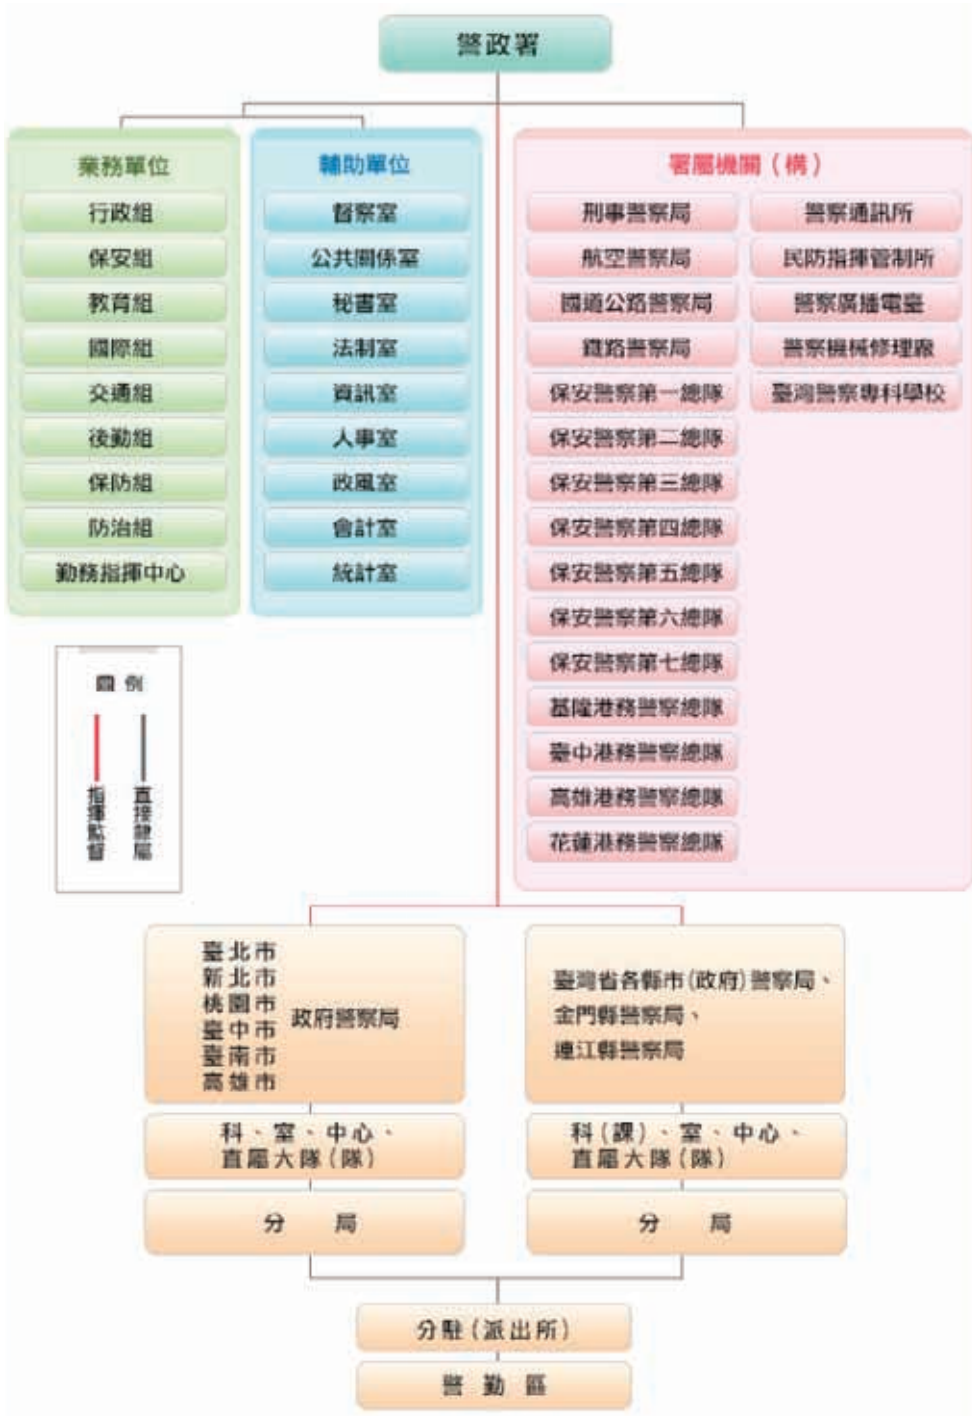 警政署
業務單位
行政組
保安組
教育組
國際組
交通組
後勤組
保防組
防治組
勤務指揮中心
輔助單位
督察室
公共關係室
秘書室
法制室
資訊室
人事室
政風室
會計室
統計室
署屬機關(構)
刑事警察局
航空警察局
國道公路警察局
鐵路警察局
保安警察第一總隊
保安警察第二總隊
保安警察第三總隊
保安警察第四總隊
保安警察第五總隊
保安警察第六總隊
保安警察第七總隊
基隆港務警察總隊
臺中港務警察總隊
高雄港務警察總隊
花蓮港務警察總隊
警察通訊所
民防指揮管制所
警察廣播電臺
警察機械修理廠
臺灣警察專科學校
圖例
指揮監督
直接隸屬
臺北市
新北市
桃園市
臺中市
臺南市
高雄市
政府警察局
科、室、中心、
直屬大隊(隊)
分局
臺灣省各縣市(政府)警察局、
金門縣警察局、
連江縣警察局
科(課)、室、中心、
直屬大隊(隊)
分局
分駐(派出所)
警勤區